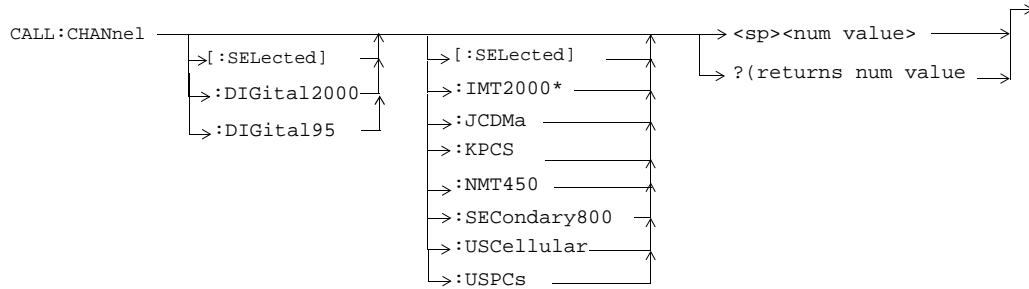 CALL:CHANnel
[:SELected]
:DIGital2000
:DIGital95
[:SELected]
:IMT2000*
:JCDMa
:KPCS
:NMT450
:SECondary800
:USCellular
:USPCs
<sp><num value>
?(returns num value